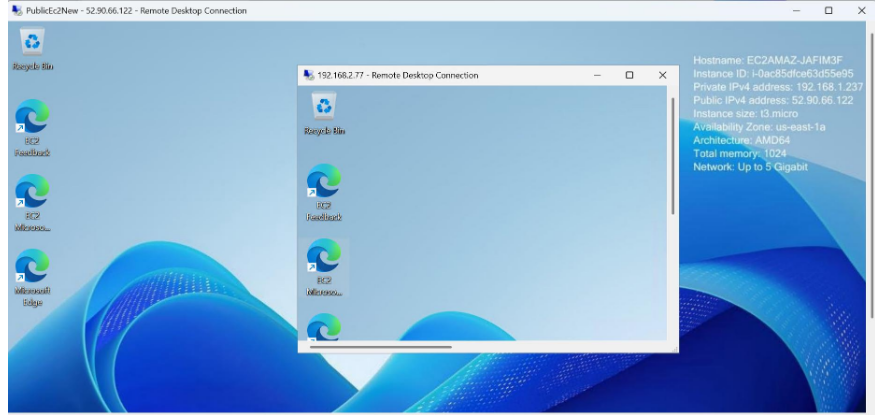 PublicEc2New - 52.90.66.122 - Remote Desktop Connection
Recycle Bin
EC2
Feedback
EC2
Microso...
Microsoft
Edge
192.168.2.77 - Remote Desktop Connection
Recycle Bin
EC2
Feedback
EC2
Microso...
Hostname: EC2AMAZ-JAFIM3F
Instance ID: i-0ac85dfce63d55e95
Private IPv4 address: 192.168.1.237
Public IPv4 address: 52.90.66.122
Instance size: t3.micro
Availability Zone: us-east-1a
Architecture: AMD64
Total memory: 1024
Network: Up to 5 Gigabit